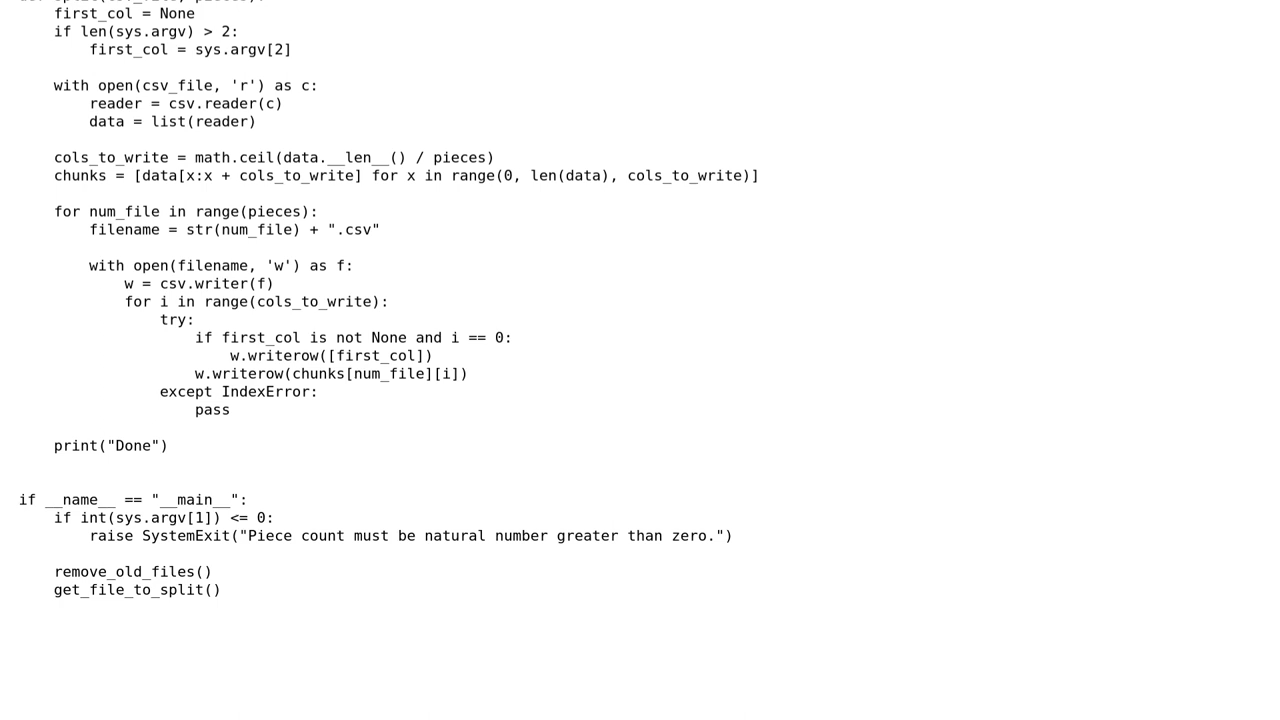 first_col = None
if len(sys.argv) > 2:
first_col = sys.argv[2]
with open(csv_file, 'r') as c:
reader = csv.reader(c)
data = list(reader)
cols_to_write = math.ceil(data.__len__() / pieces)
chunks = [data[x:x + cols_to_write] for x in range(0, len(data), cols_to_write)]
for num_file in range(pieces):
filename = str(num_file) + ".csv"
with open(filename, 'w') as f:
w = csv.writer(f)
for i in range(cols_to_write):
try:
if first_col is not None and i == 0:
w.writerow([first_col])
w.writerow(chunks[num_file][i])
except IndexError:
pass
print("Done")
if __name__ == "__main__":
if int(sys.argv[1]) <= 0:
raise SystemExit("Piece count must be natural number greater than zero.")
remove_old_files()
get_file_to_split()